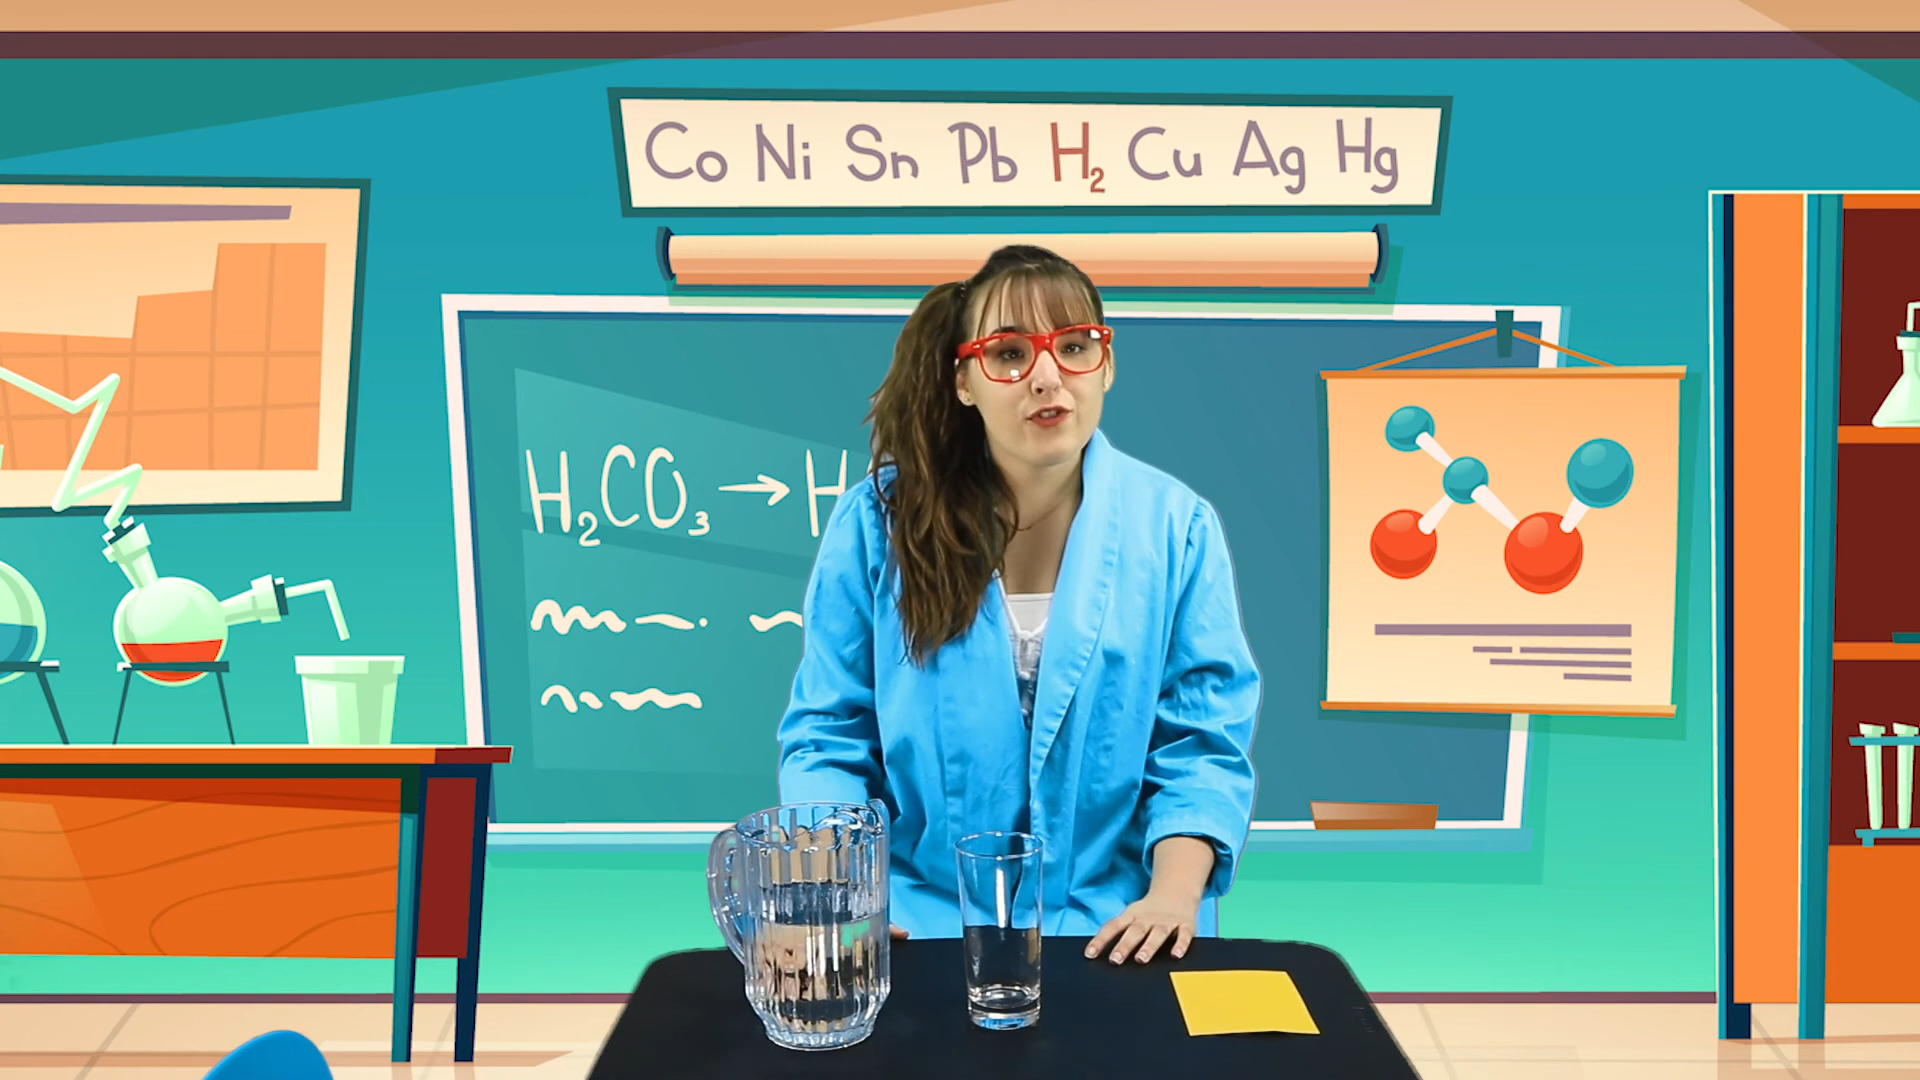 Co Ni Sn Pb H₂ Cu Ag Hg
H₂CO₃ → H